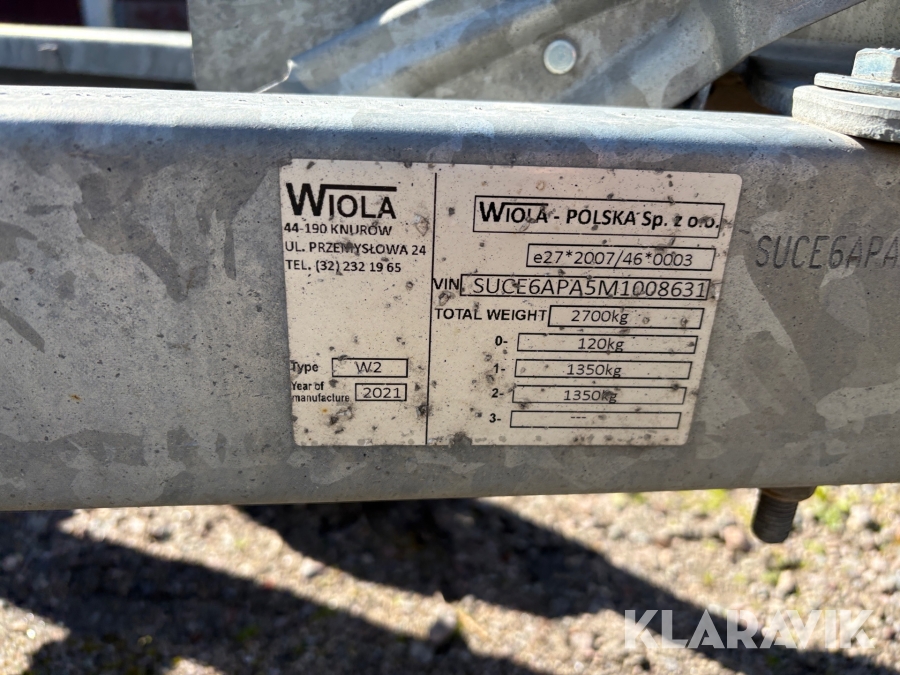 WIOLA
44-190 KNURÓW
UL. PRZEMYSŁOWA 24
TEL. (32) 232 19 65
Type W2
Year of
manufacture 2021
WIOLA - POLSKA Sp. z o.o.
e27*2007/46*0003
VIN SUCE6APA5M1008631
TOTAL WEIGHT 2700kg
0- 120kg
1- 1350kg
2- 1350kg
3- ---
SUCE6APA
KLARAVIK